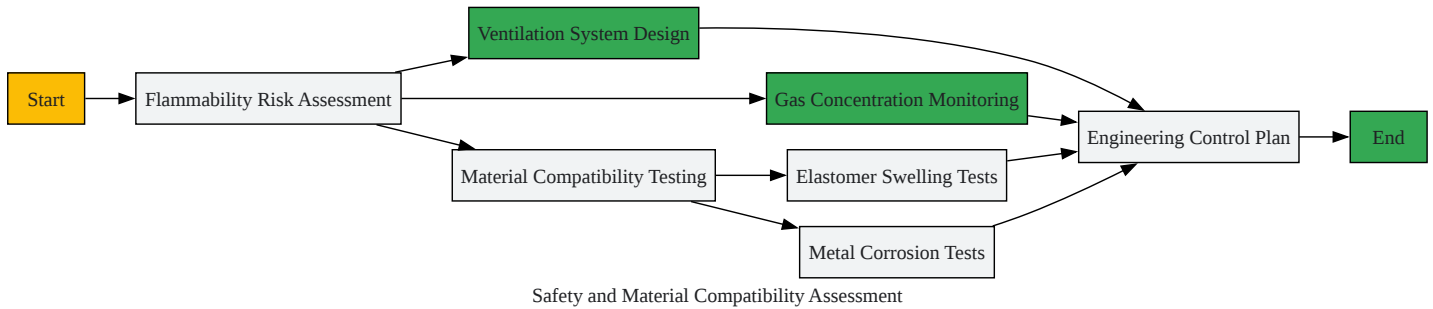 Start
Flammability Risk Assessment
Ventilation System Design
Gas Concentration Monitoring
Material Compatibility Testing
Elastomer Swelling Tests
Metal Corrosion Tests
Engineering Control Plan
End
Safety and Material Compatibility Assessment